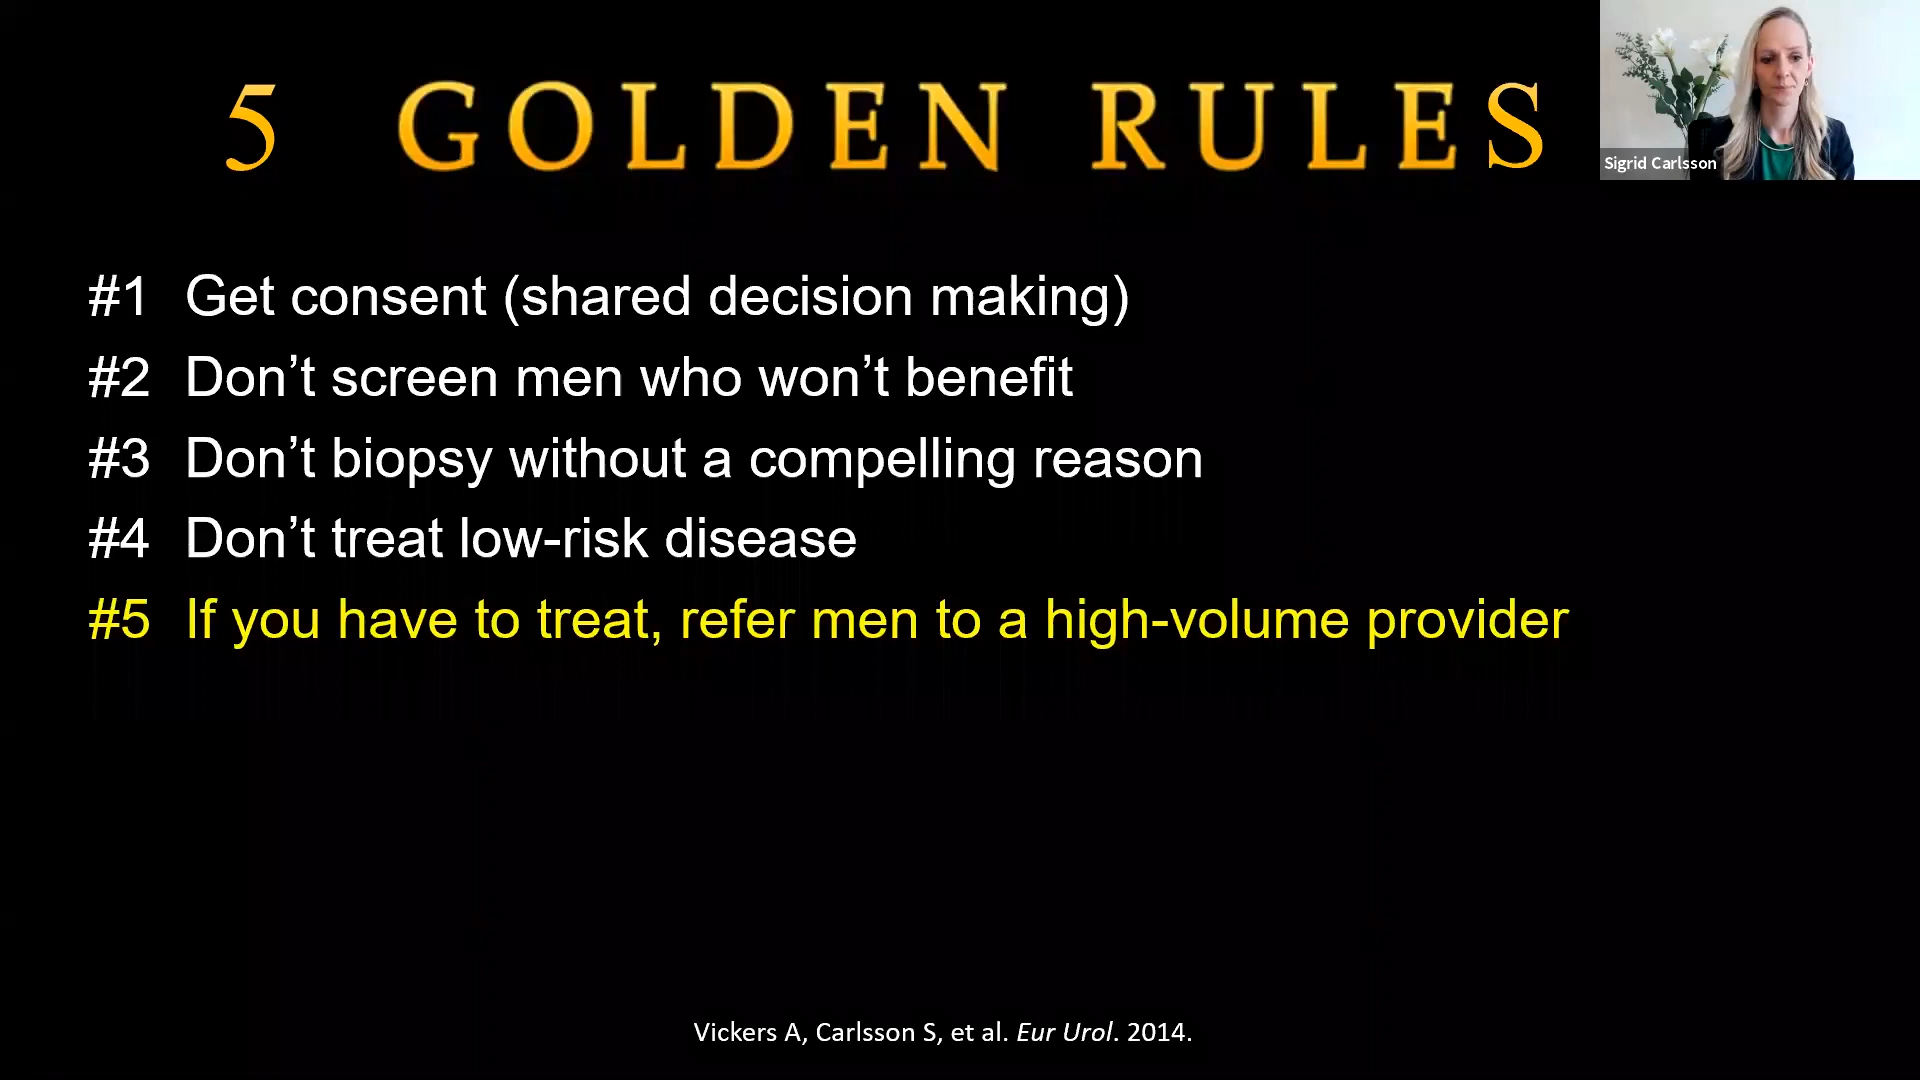 5 GOLDEN RULES
Sigrid Carlsson
#1 Get consent (shared decision making)
#2 Don’t screen men who won’t benefit
#3 Don’t biopsy without a compelling reason
#4 Don’t treat low-risk disease
#5 If you have to treat, refer men to a high-volume provider
Vickers A, Carlsson S, et al. Eur Urol. 2014.